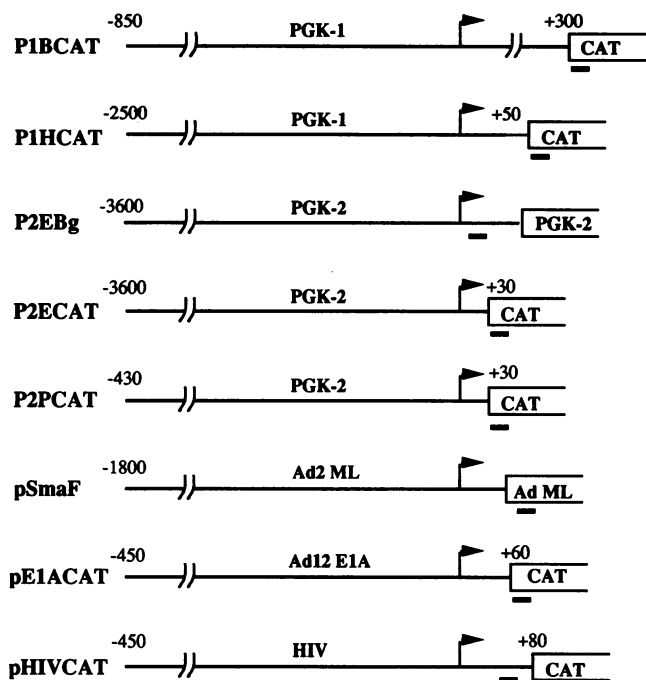 -850 PGK-1 +300
P1BCAT CAT
-2500 PGK-1 +50
P1HCAT CAT
-3600 PGK-2
P2EBg PGK-2
-3600 PGK-2 +30
P2ECAT CAT
-430 PGK-2 +30
P2PCAT CAT
-1800 Ad2 ML
pSmaF Ad ML
-450 Ad12 E1A +60
pE1ACAT CAT
-450 HIV +80
pHIVCAT CAT